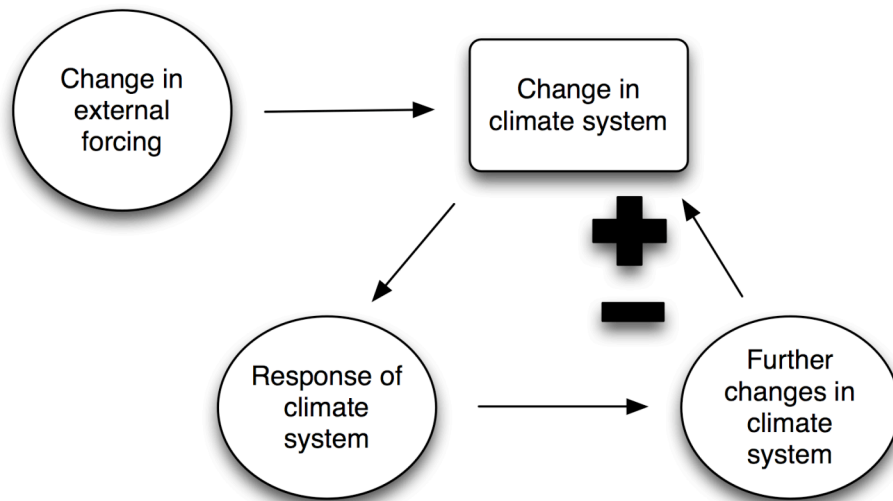 Change in
external
forcing
Change in
climate system
Response of
climate
system
Further
changes in
climate
system